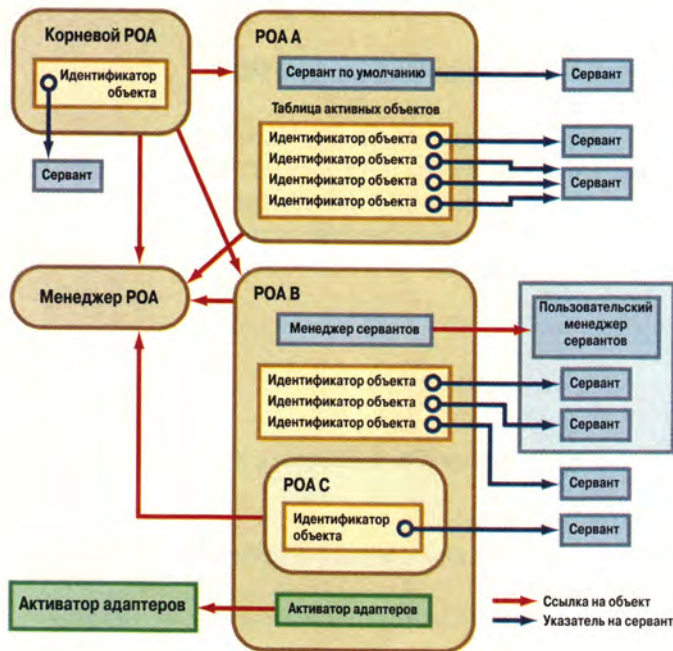 Корневой POA
Идентификатор
объекта
Сервант
POA A
Сервант по умолчанию
Сервант
Таблица активных объектов
Идентификатор объекта
Идентификатор объекта
Идентификатор объекта
Идентификатор объекта
Сервант
Сервант
Менеджер POA
POA B
Менеджер сервантов
Пользовательский
менеджер
сервантов
Идентификатор объекта
Идентификатор объекта
Идентификатор объекта
Сервант
Сервант
Сервант
POA C
Идентификатор
объекта
Сервант
Активатор адаптеров
Активатор адаптеров
Ссылка на объект
Указатель на сервант